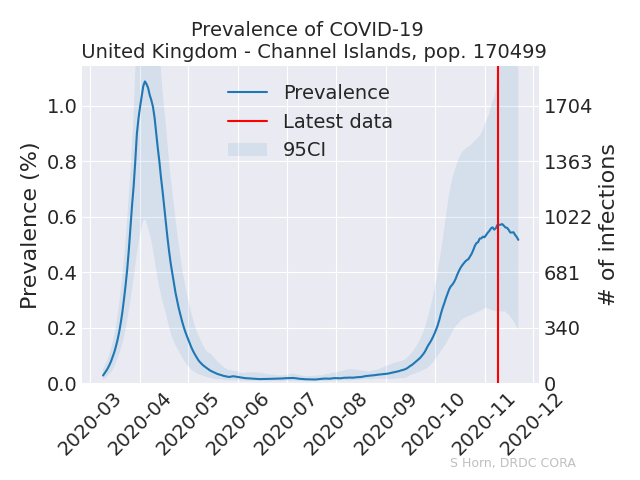 Prevalence of COVID-19
United Kingdom - Channel Islands, pop. 170499
Prevalence
Latest data
95CI
Prevalence (%)
1.0
0.8
0.6
0.4
0.2
0.0
1704
1363
1022
681
340
0
# of infections
2020-03
2020-04
2020-05
2020-06
2020-07
2020-08
2020-09
2020-10
2020-11
2020-12
S Horn, DRDC CORA